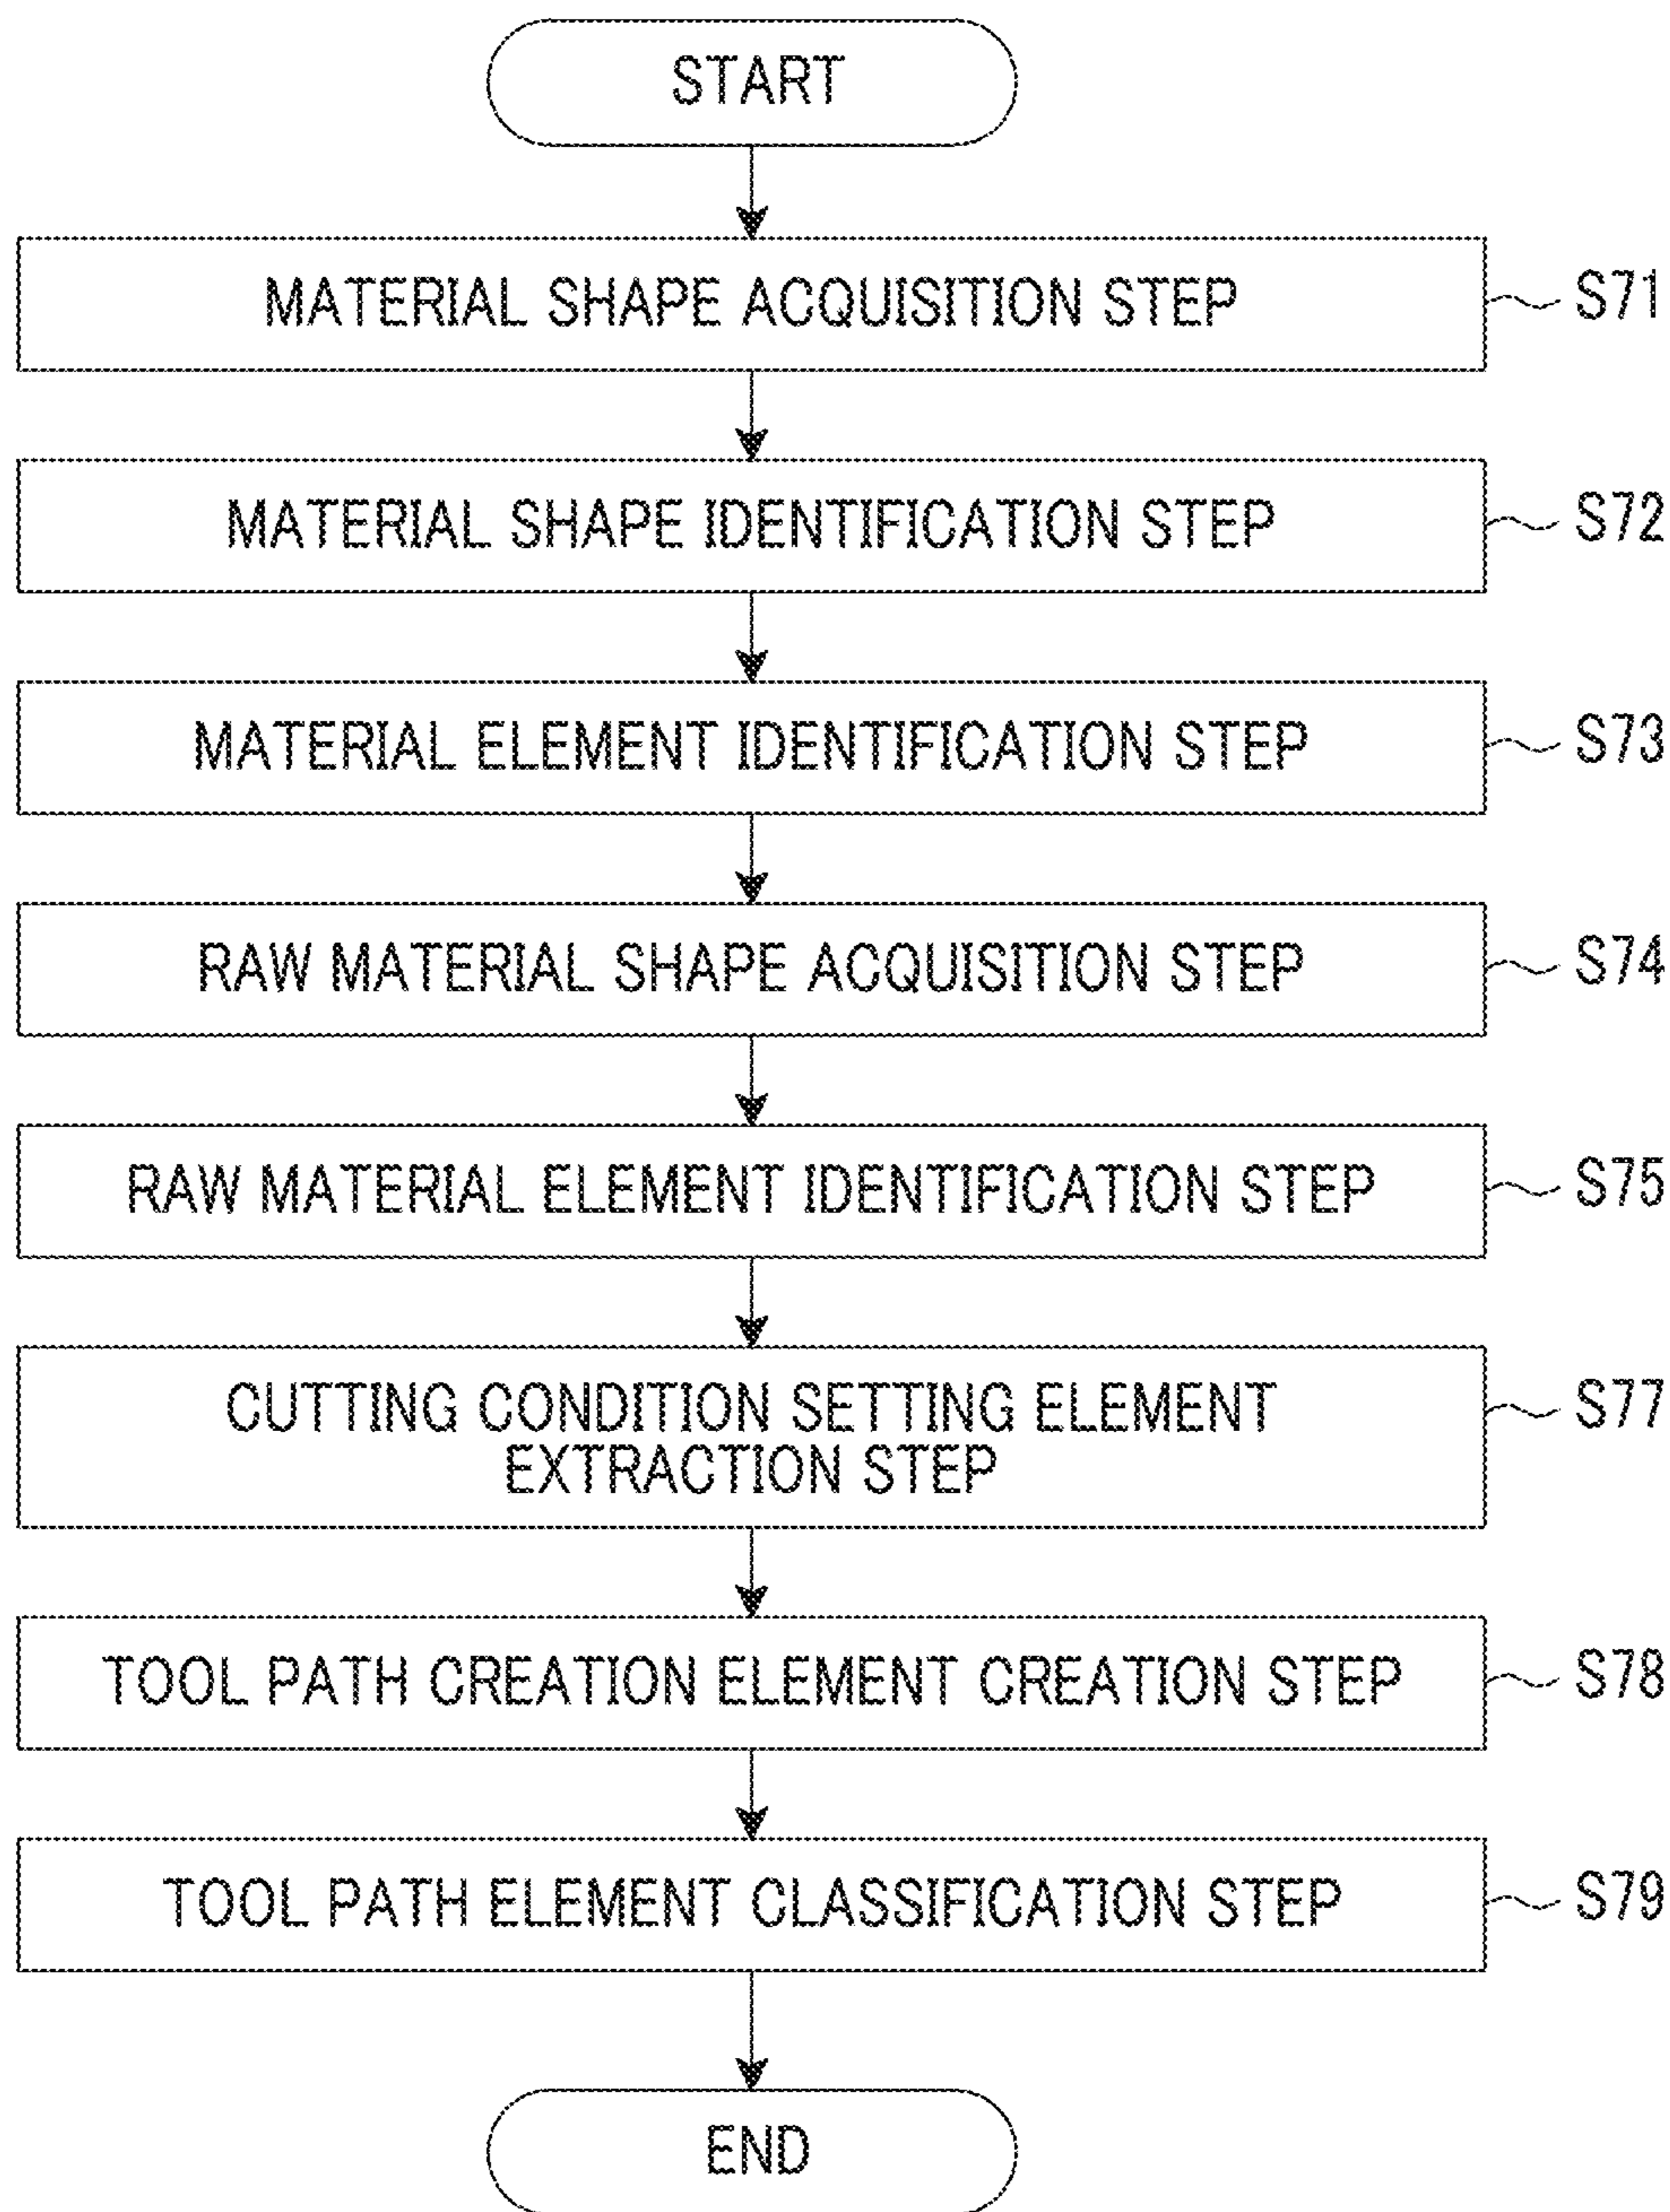 START
MATERIAL SHAPE ACQUISITION STEP
S71
MATERIAL SHAPE IDENTIFICATION STEP
S72
MATERIAL ELEMENT IDENTIFICATION STEP
S73
RAW MATERIAL SHAPE ACQUISITION STEP
S74
RAW MATERIAL ELEMENT IDENTIFICATION STEP
S75
CUTTING CONDITION SETTING ELEMENT
EXTRACTION STEP
S77
TOOL PATH CREATION ELEMENT CREATION STEP
S78
TOOL PATH ELEMENT CLASSIFICATION STEP
S79
END